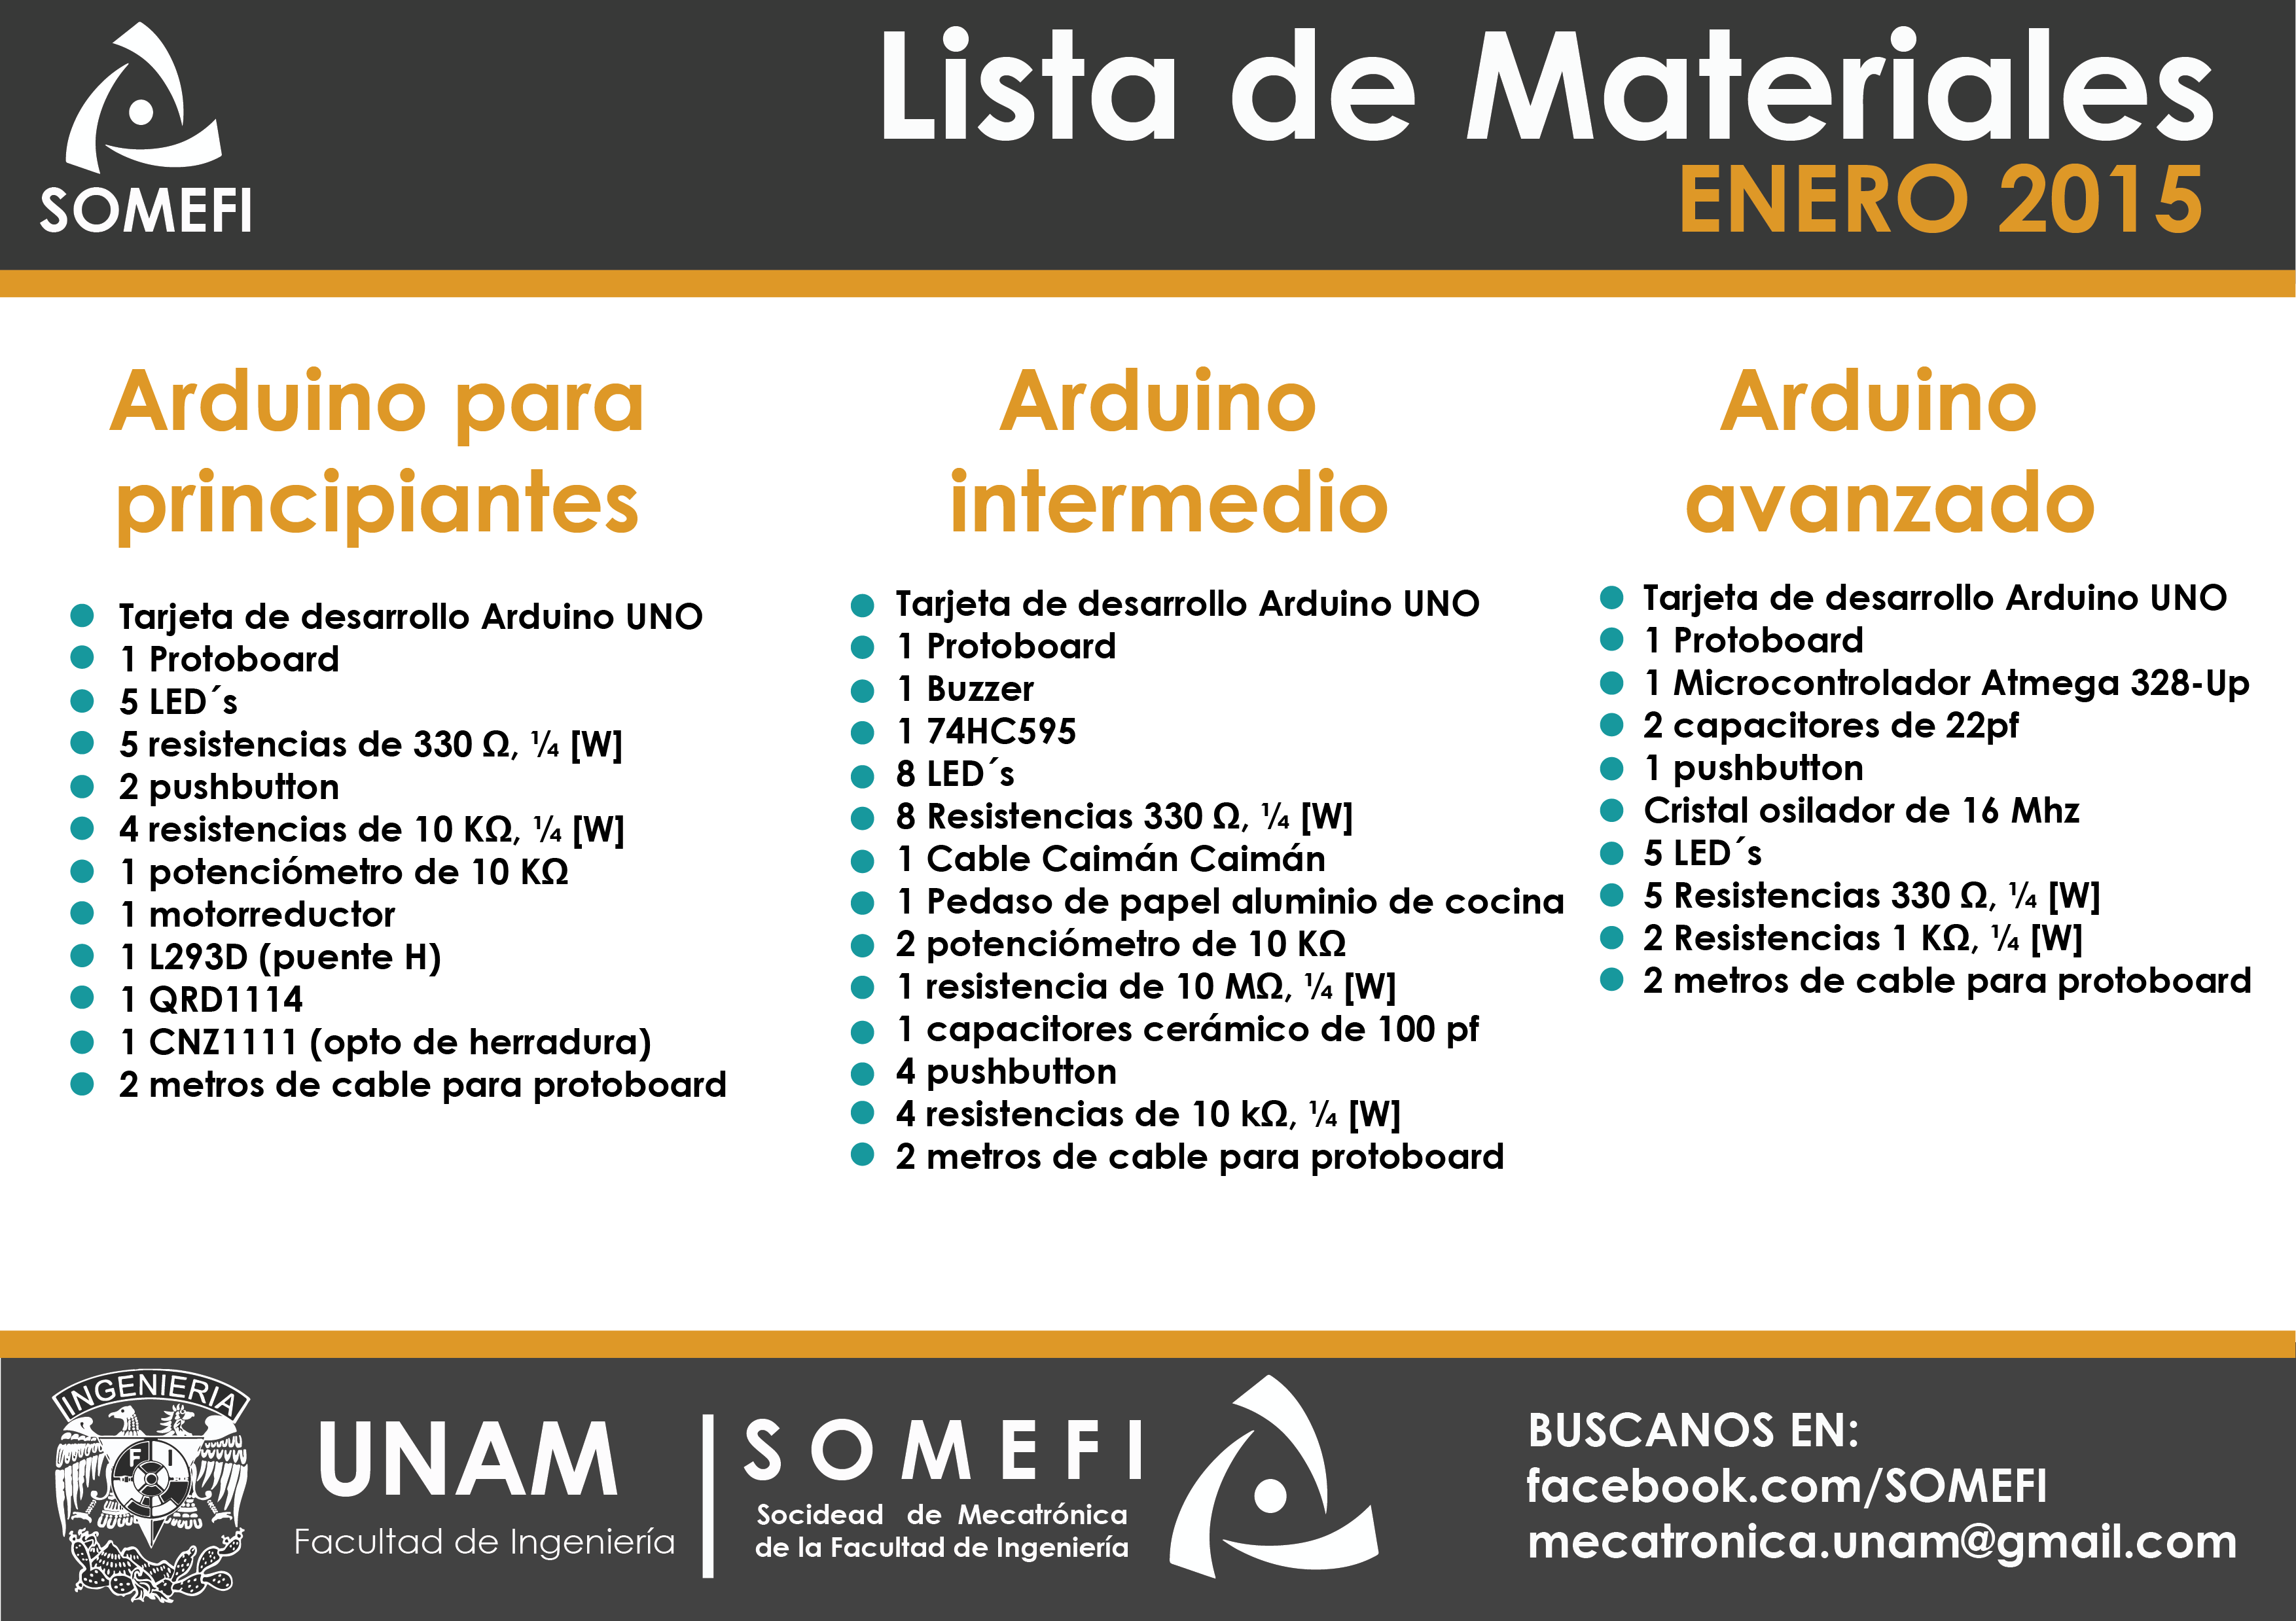 SOMEFI
Lista de Materiales
ENERO 2015
Arduino para
principiantes
Tarjeta de desarrollo Arduino UNO
1 Protoboard
5 LED´s
5 resistencias de 330 Ω, ¼ [W]
2 pushbutton
4 resistencias de 10 KΩ, ¼ [W]
1 potenciómetro de 10 KΩ
1 motorreductor
1 L293D (puente H)
1 QRD1114
1 CNZ1111 (opto de herradura)
2 metros de cable para protoboard
Arduino
intermedio
Tarjeta de desarrollo Arduino UNO
1 Protoboard
1 Buzzer
1 74HC595
8 LED´s
8 Resistencias 330 Ω, ¼ [W]
1 Cable Caimán Caimán
1 Pedaso de papel aluminio de cocina
2 potenciómetro de 10 KΩ
1 resistencia de 10 MΩ, ¼ [W]
1 capacitores cerámico de 100 pf
4 pushbutton
4 resistencias de 10 kΩ, ¼ [W]
2 metros de cable para protoboard
Arduino
avanzado
Tarjeta de desarrollo Arduino UNO
1 Protoboard
1 Microcontrolador Atmega 328-Up
2 capacitores de 22pf
1 pushbutton
Cristal osilador de 16 Mhz
5 LED´s
5 Resistencias 330 Ω, ¼ [W]
2 Resistencias 1 KΩ, ¼ [W]
2 metros de cable para protoboard
INGENIERIA
F I
UNAM
Facultad de Ingeniería
SOMEFI
Socidead de Mecatrónica
de la Facultad de Ingeniería
BUSCANOS EN:
facebook.com/SOMEFI
mecatronica.unam@gmail.com